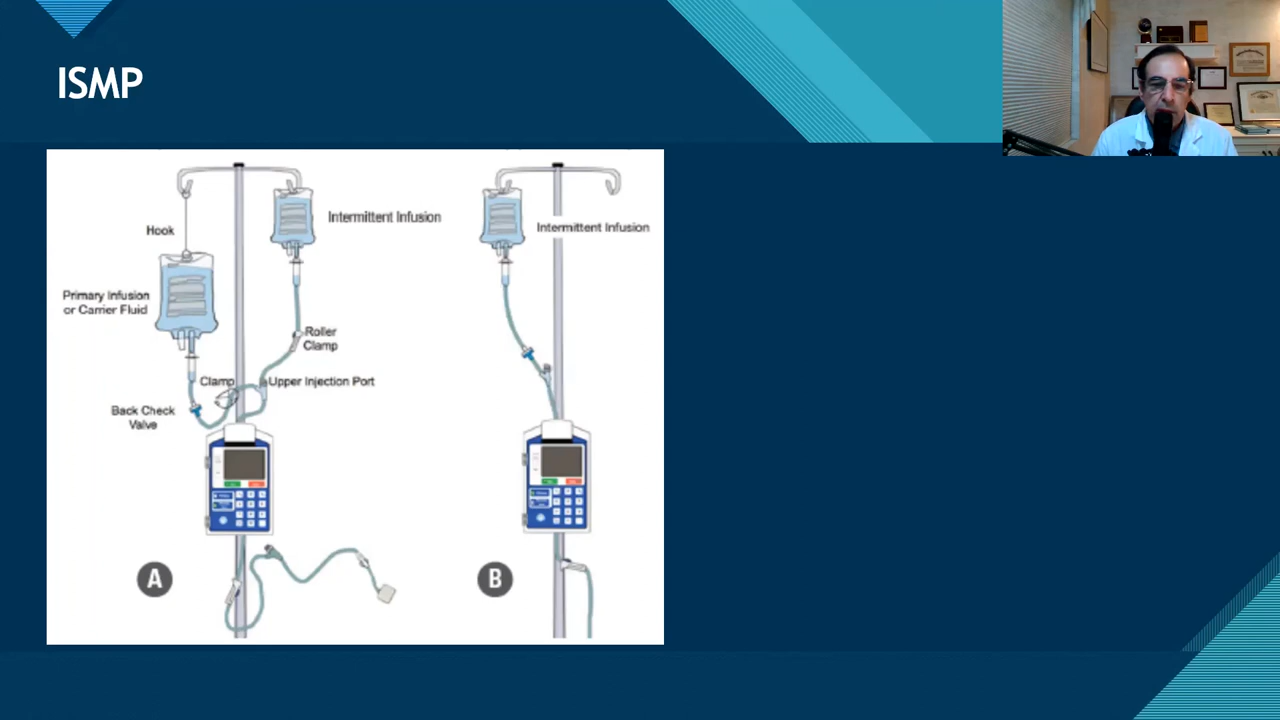 ISMP
Intermittent Infusion
Hook
Primary Infusion
or Carrier Fluid
Roller
Clamp
Clamp
Upper Injection Port
Back Check
Valve
A
Intermittent Infusion
B